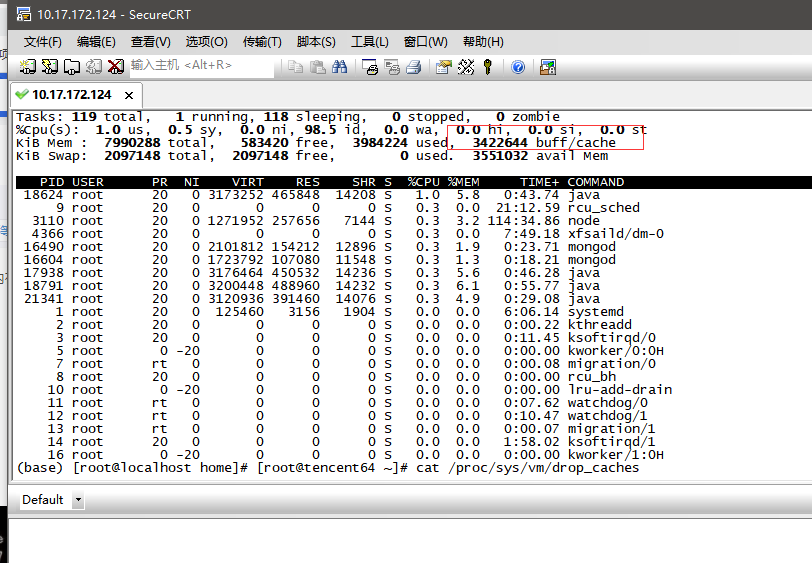 10.17.172.124 - SecureCRT
文件(F) 编辑(E) 查看(V) 选项(O) 传输(T) 脚本(S) 工具(L) 窗口(W) 帮助(H)
输入主机 <Alt+R>
10.17.172.124 ×
Tasks: 119 total, 1 running, 118 sleeping, 0 stopped, 0 zombie
%Cpu(s): 1.0 us, 0.5 sy, 0.0 ni, 98.5 id, 0.0 wa, 0.0 hi, 0.0 si, 0.0 st
KiB Mem : 7990288 total, 583420 free, 3984224 used, 3422644 buff/cache
KiB Swap: 2097148 total, 2097148 free, 0 used. 3551032 avail Mem
PID USER PR NI VIRT RES SHR S %CPU %MEM TIME+ COMMAND
18624 root 20 0 3173252 465848 14208 S 1.0 5.8 0:43.74 java
9 root 20 0 0 0 0 S 0.3 0.0 21:12.59 rcu_sched
3110 root 20 0 1271952 257656 7144 S 0.3 3.2 114:34.86 node
4366 root 20 0 0 0 0 S 0.3 0.0 7:49.18 xfsaild/dm-0
16490 root 20 0 2101812 154212 12896 S 0.3 1.9 0:23.71 mongod
16604 root 20 0 1723792 107080 11548 S 0.3 1.3 0:18.21 mongod
17938 root 20 0 3176464 450532 14236 S 0.3 5.6 0:46.28 java
18791 root 20 0 3200448 488960 14232 S 0.3 6.1 0:55.77 java
21341 root 20 0 3120936 391460 14076 S 0.3 4.9 0:29.08 java
1 root 20 0 125460 3156 1904 S 0.0 0.0 6:06.14 systemd
2 root 20 0 0 0 0 S 0.0 0.0 0:00.22 kthreadd
3 root 20 0 0 0 0 S 0.0 0.0 0:11.45 ksoftirqd/0
5 root 0 -20 0 0 0 S 0.0 0.0 0:00.00 kworker/0:0H
7 root rt 0 0 0 0 S 0.0 0.0 0:00.08 migration/0
8 root 20 0 0 0 0 S 0.0 0.0 0:00.00 rcu_bh
10 root 0 -20 0 0 0 S 0.0 0.0 0:00.00 lru-add-drain
11 root rt 0 0 0 0 S 0.0 0.0 0:07.62 watchdog/0
12 root rt 0 0 0 0 S 0.0 0.0 0:10.47 watchdog/1
13 root rt 0 0 0 0 S 0.0 0.0 0:00.07 migration/1
14 root 20 0 0 0 0 S 0.0 0.0 1:58.02 ksoftirqd/1
16 root 0 -20 0 0 0 S 0.0 0.0 0:00.00 kworker/1:0H
(base) [root@localhost home]# [root@tencent64 ~]# cat /proc/sys/vm/drop_caches
Default